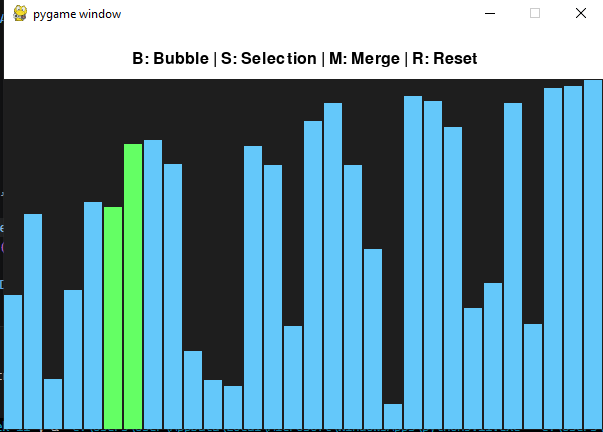 pygame window
B: Bubble | S: Selection | M: Merge | R: Reset